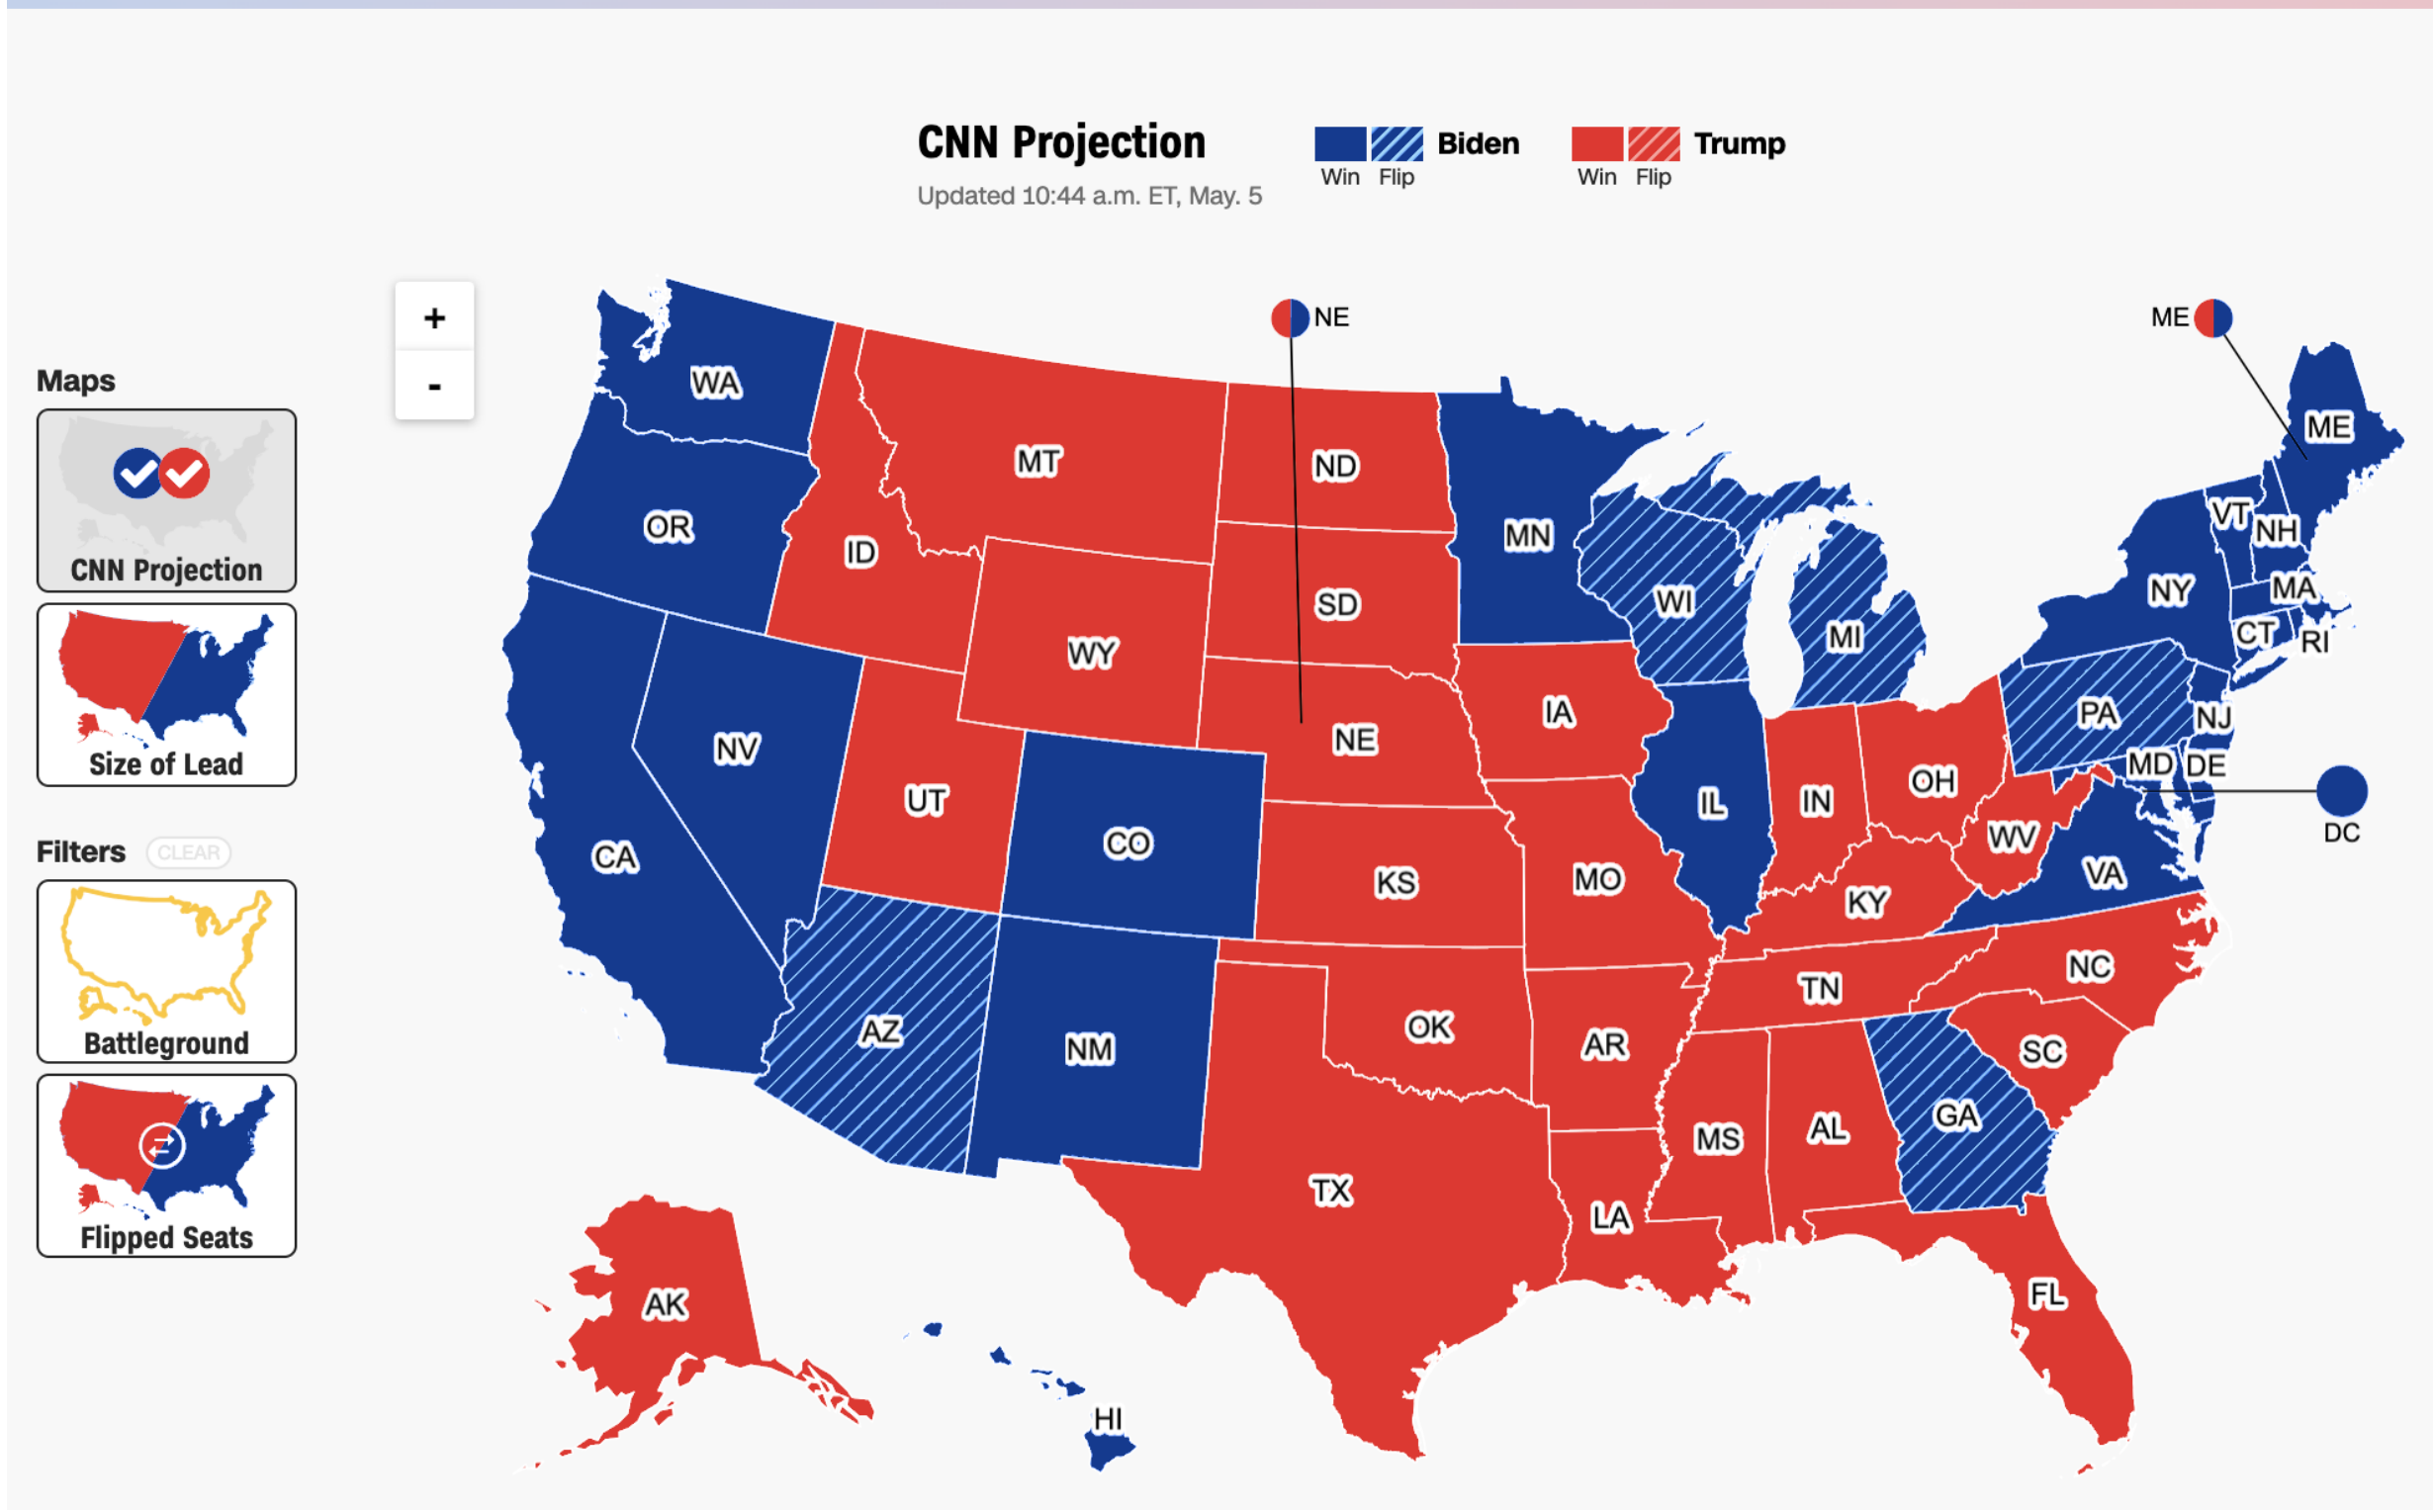 CNN Projection
Updated 10:44 a.m. ET, May. 5
Biden
Win Flip
Trump
Win Flip
+
-
Maps
CNN Projection
Size of Lead
Filters CLEAR
Battleground
Flipped Seats
NE
ME
WA
ME
MT
ND
OR
MN
VT
NH
ID
SD
WI
NY
MA
MI
CT
RI
WY
IA
PA
NJ
NV
NE
MD
DE
UT
OH
IL
IN
DC
CO
WV
CA
KS
MO
VA
KY
NC
TN
AZ
OK
NM
AR
SC
GA
MS
AL
TX
LA
FL
AK
HI